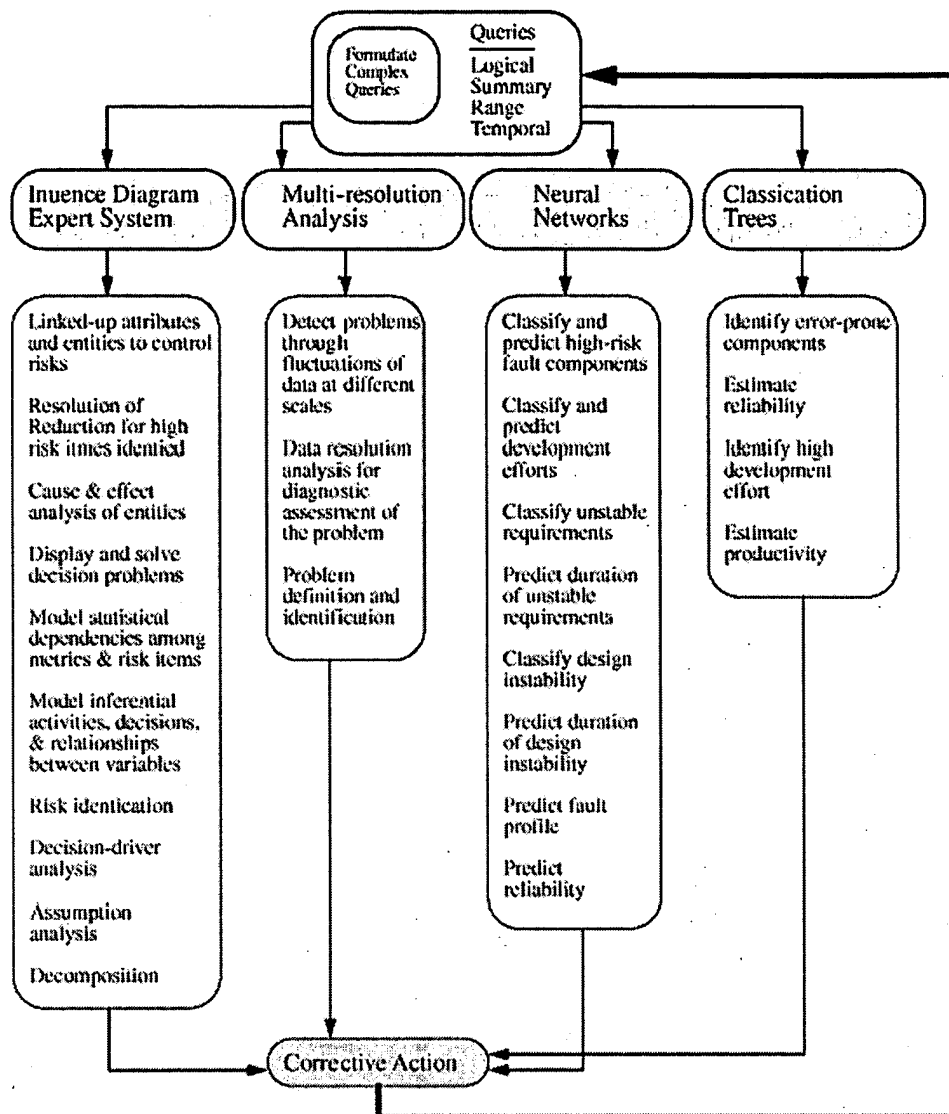 Formulate
Complex
Queries
Queries
Logical
Summary
Range
Temporal
Inuence Diagram
Expert System
Multi-resolution
Analysis
Neural
Networks
Classication
Trees
Linked-up attributes
and entities to control
risks
Resolution of
Reduction for high
risk itmes identied
Cause & effect
analysis of entities
Display and solve
decision problems
Model statistical
dependencies among
metrics & risk items
Model inferential
activities, decisions,
& relationships
between variables
Risk identication
Decision-driver
analysis
Assumption
analysis
Decomposition
Detect problems
through
fluctuations of
data at different
scales
Data resolution
analysis for
diagnostic
assessment of
the problem
Problem
definition and
identification
Classify and
predict high-risk
fault components
Classify and
predict
development
efforts
Classify unstable
requirements
Predict duration
of unstable
requirements
Classify design
instability
Predict duration
of design
instability
Predict fault
profile
Predict
reliability
Identify error-prone
components
Estimate
reliability
Identify high
development
effort
Estimate
productivity
Corrective Action